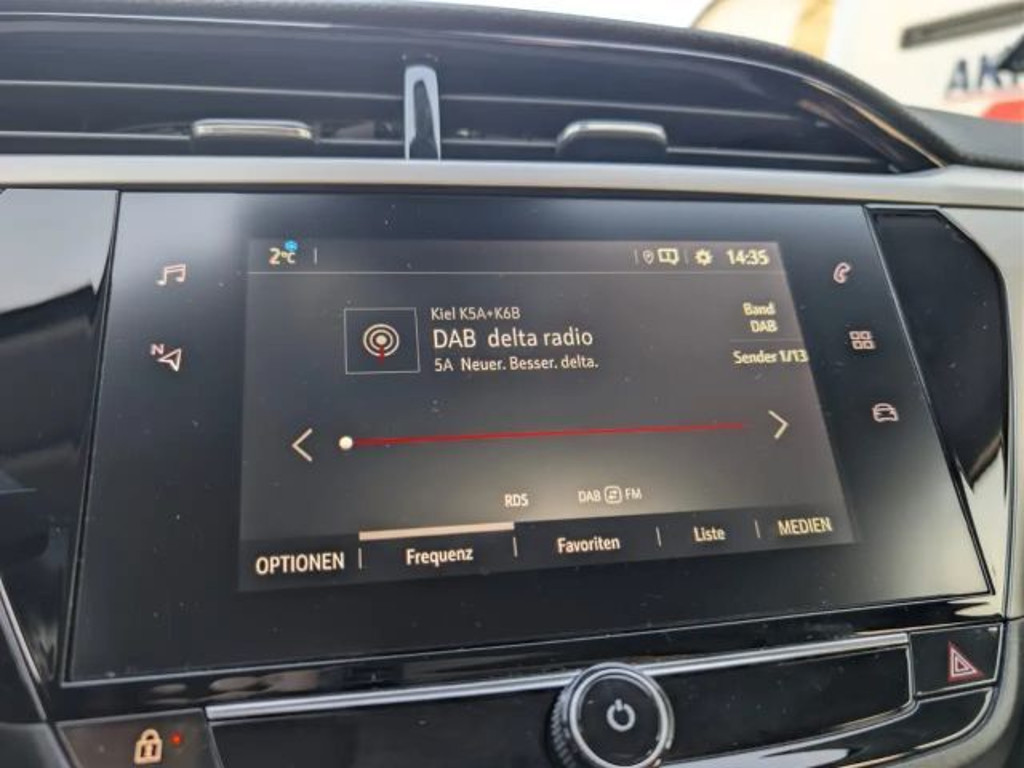 AK
2°C
14:35
N
Kiel K5A+K6B
DAB delta radio
5A Neuer. Besser. delta.
Band
DAB
Sender 1/13
RDS
DAB FM
OPTIONEN
Frequenz
Favoriten
Liste
MEDIEN